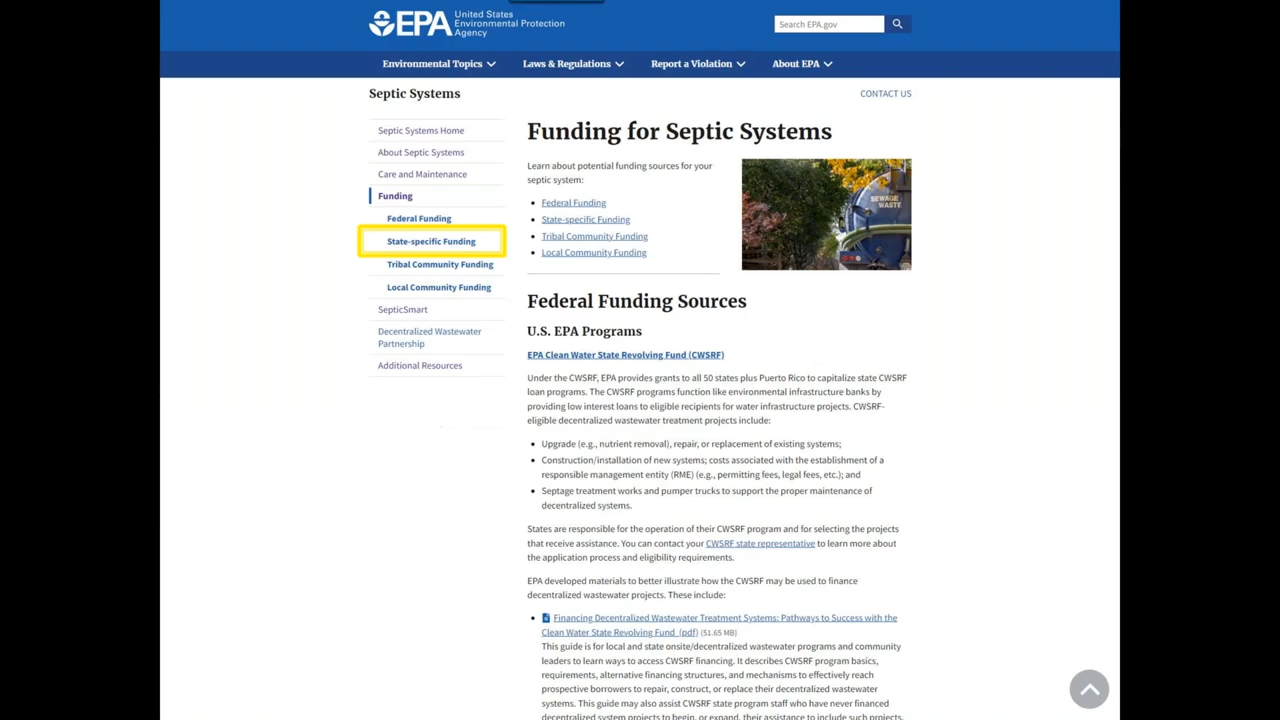 EPA
United States
Environmental Protection
Agency
Search EPA.gov
Environmental Topics
Laws & Regulations
Report a Violation
About EPA
Septic Systems
CONTACT US
Septic Systems Home
About Septic Systems
Care and Maintenance
Funding
Federal Funding
State-specific Funding
Tribal Community Funding
Local Community Funding
SepticSmart
Decentralized Wastewater
Partnership
Additional Resources
Funding for Septic Systems
Learn about potential funding sources for your
septic system:
• Federal Funding
• State-specific Funding
• Tribal Community Funding
• Local Community Funding
SEWAGE
WASTE
Federal Funding Sources
U.S. EPA Programs
EPA Clean Water State Revolving Fund (CWSRF)
Under the CWSRF, EPA provides grants to all 50 states plus Puerto Rico to capitalize state CWSRF
loan programs. The CWSRF programs function like environmental infrastructure banks by
providing low interest loans to eligible recipients for water infrastructure projects. CWSRF-
eligible decentralized wastewater treatment projects include:
• Upgrade (e.g., nutrient removal), repair, or replacement of existing systems;
• Construction/installation of new systems; costs associated with the establishment of a
responsible management entity (RME) (e.g., permitting fees, legal fees, etc.); and
• Septage treatment works and pumper trucks to support the proper maintenance of
decentralized systems.
States are responsible for the operation of their CWSRF program and for selecting the projects
that receive assistance. You can contact your CWSRF state representative to learn more about
the application process and eligibility requirements.
EPA developed materials to better illustrate how the CWSRF may be used to finance
decentralized wastewater projects. These include:
• Financing Decentralized Wastewater Treatment Systems: Pathways to Success with the
Clean Water State Revolving Fund (pdf) (51.65 MB)
This guide is for local and state onsite/decentralized wastewater programs and community
leaders to learn ways to access CWSRF financing. It describes CWSRF program basics,
requirements, alternative financing structures, and mechanisms to effectively reach
prospective borrowers to repair, construct, or replace their decentralized wastewater
systems. This guide may also assist CWSRF state program staff who have never financed
decentralized system projects to begin, or expand, their assistance to include such projects.